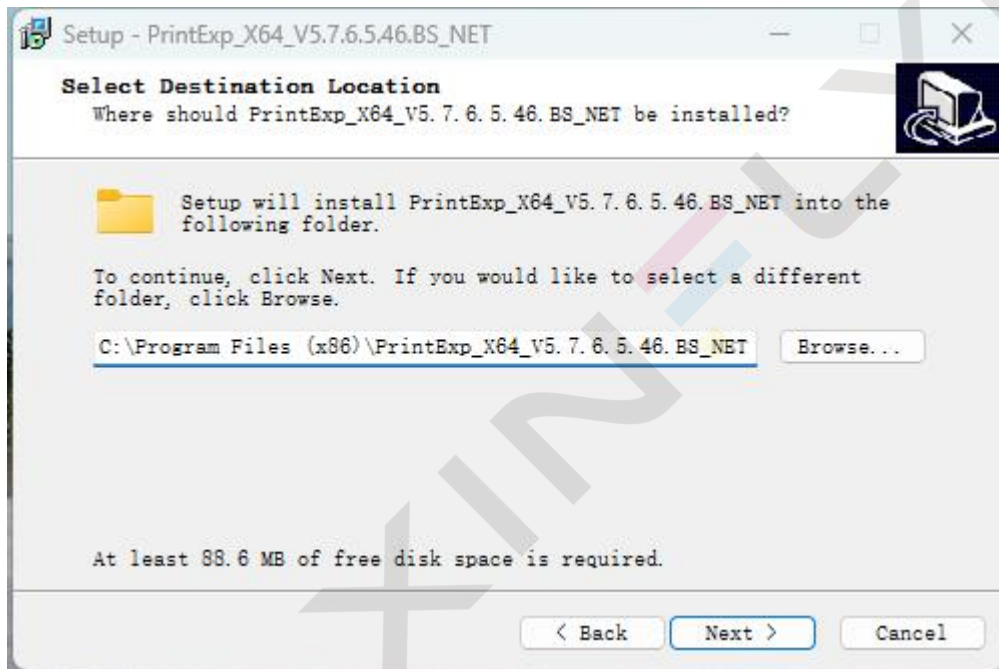 Setup - PrintExp_X64_V5.7.6.5.46.BS_NET
Select Destination Location
Where should PrintExp_X64_V5.7.6.5.46.BS_NET be installed?
Setup will install PrintExp_X64_V5.7.6.5.46.BS_NET into the
following folder.
To continue, click Next. If you would like to select a different
folder, click Browse.
C:\Program Files (x86)\PrintExp_X64_V5.7.6.5.46.BS_NET
Browse...
At least 88.6 MB of free disk space is required.
< Back
Next >
Cancel
XINFLY